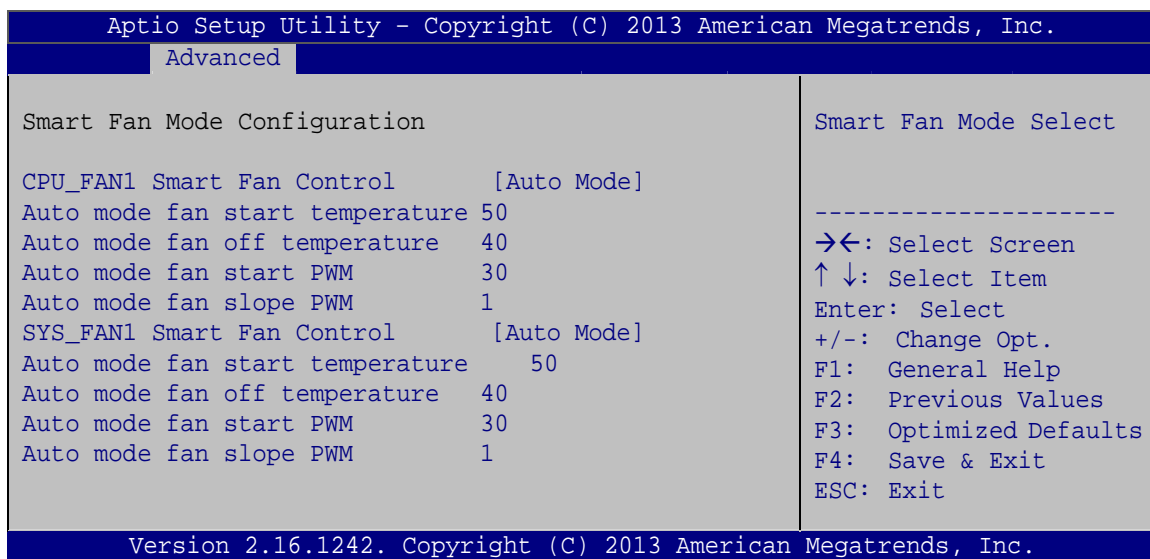 Aptio Setup Utility – Copyright (C) 2013 American Megatrends, Inc.
Advanced
Smart Fan Mode Configuration
CPU_FAN1 Smart Fan Control [Auto Mode]
Auto mode fan start temperature 50
Auto mode fan off temperature 40
Auto mode fan start PWM 30
Auto mode fan slope PWM 1
SYS_FAN1 Smart Fan Control [Auto Mode]
Auto mode fan start temperature 50
Auto mode fan off temperature 40
Auto mode fan start PWM 30
Auto mode fan slope PWM 1
Smart Fan Mode Select
---------------------
→←: Select Screen
↑ ↓: Select Item
Enter: Select
+/-: Change Opt.
F1: General Help
F2: Previous Values
F3: Optimized Defaults
F4: Save & Exit
ESC: Exit
Version 2.16.1242. Copyright (C) 2013 American Megatrends, Inc.